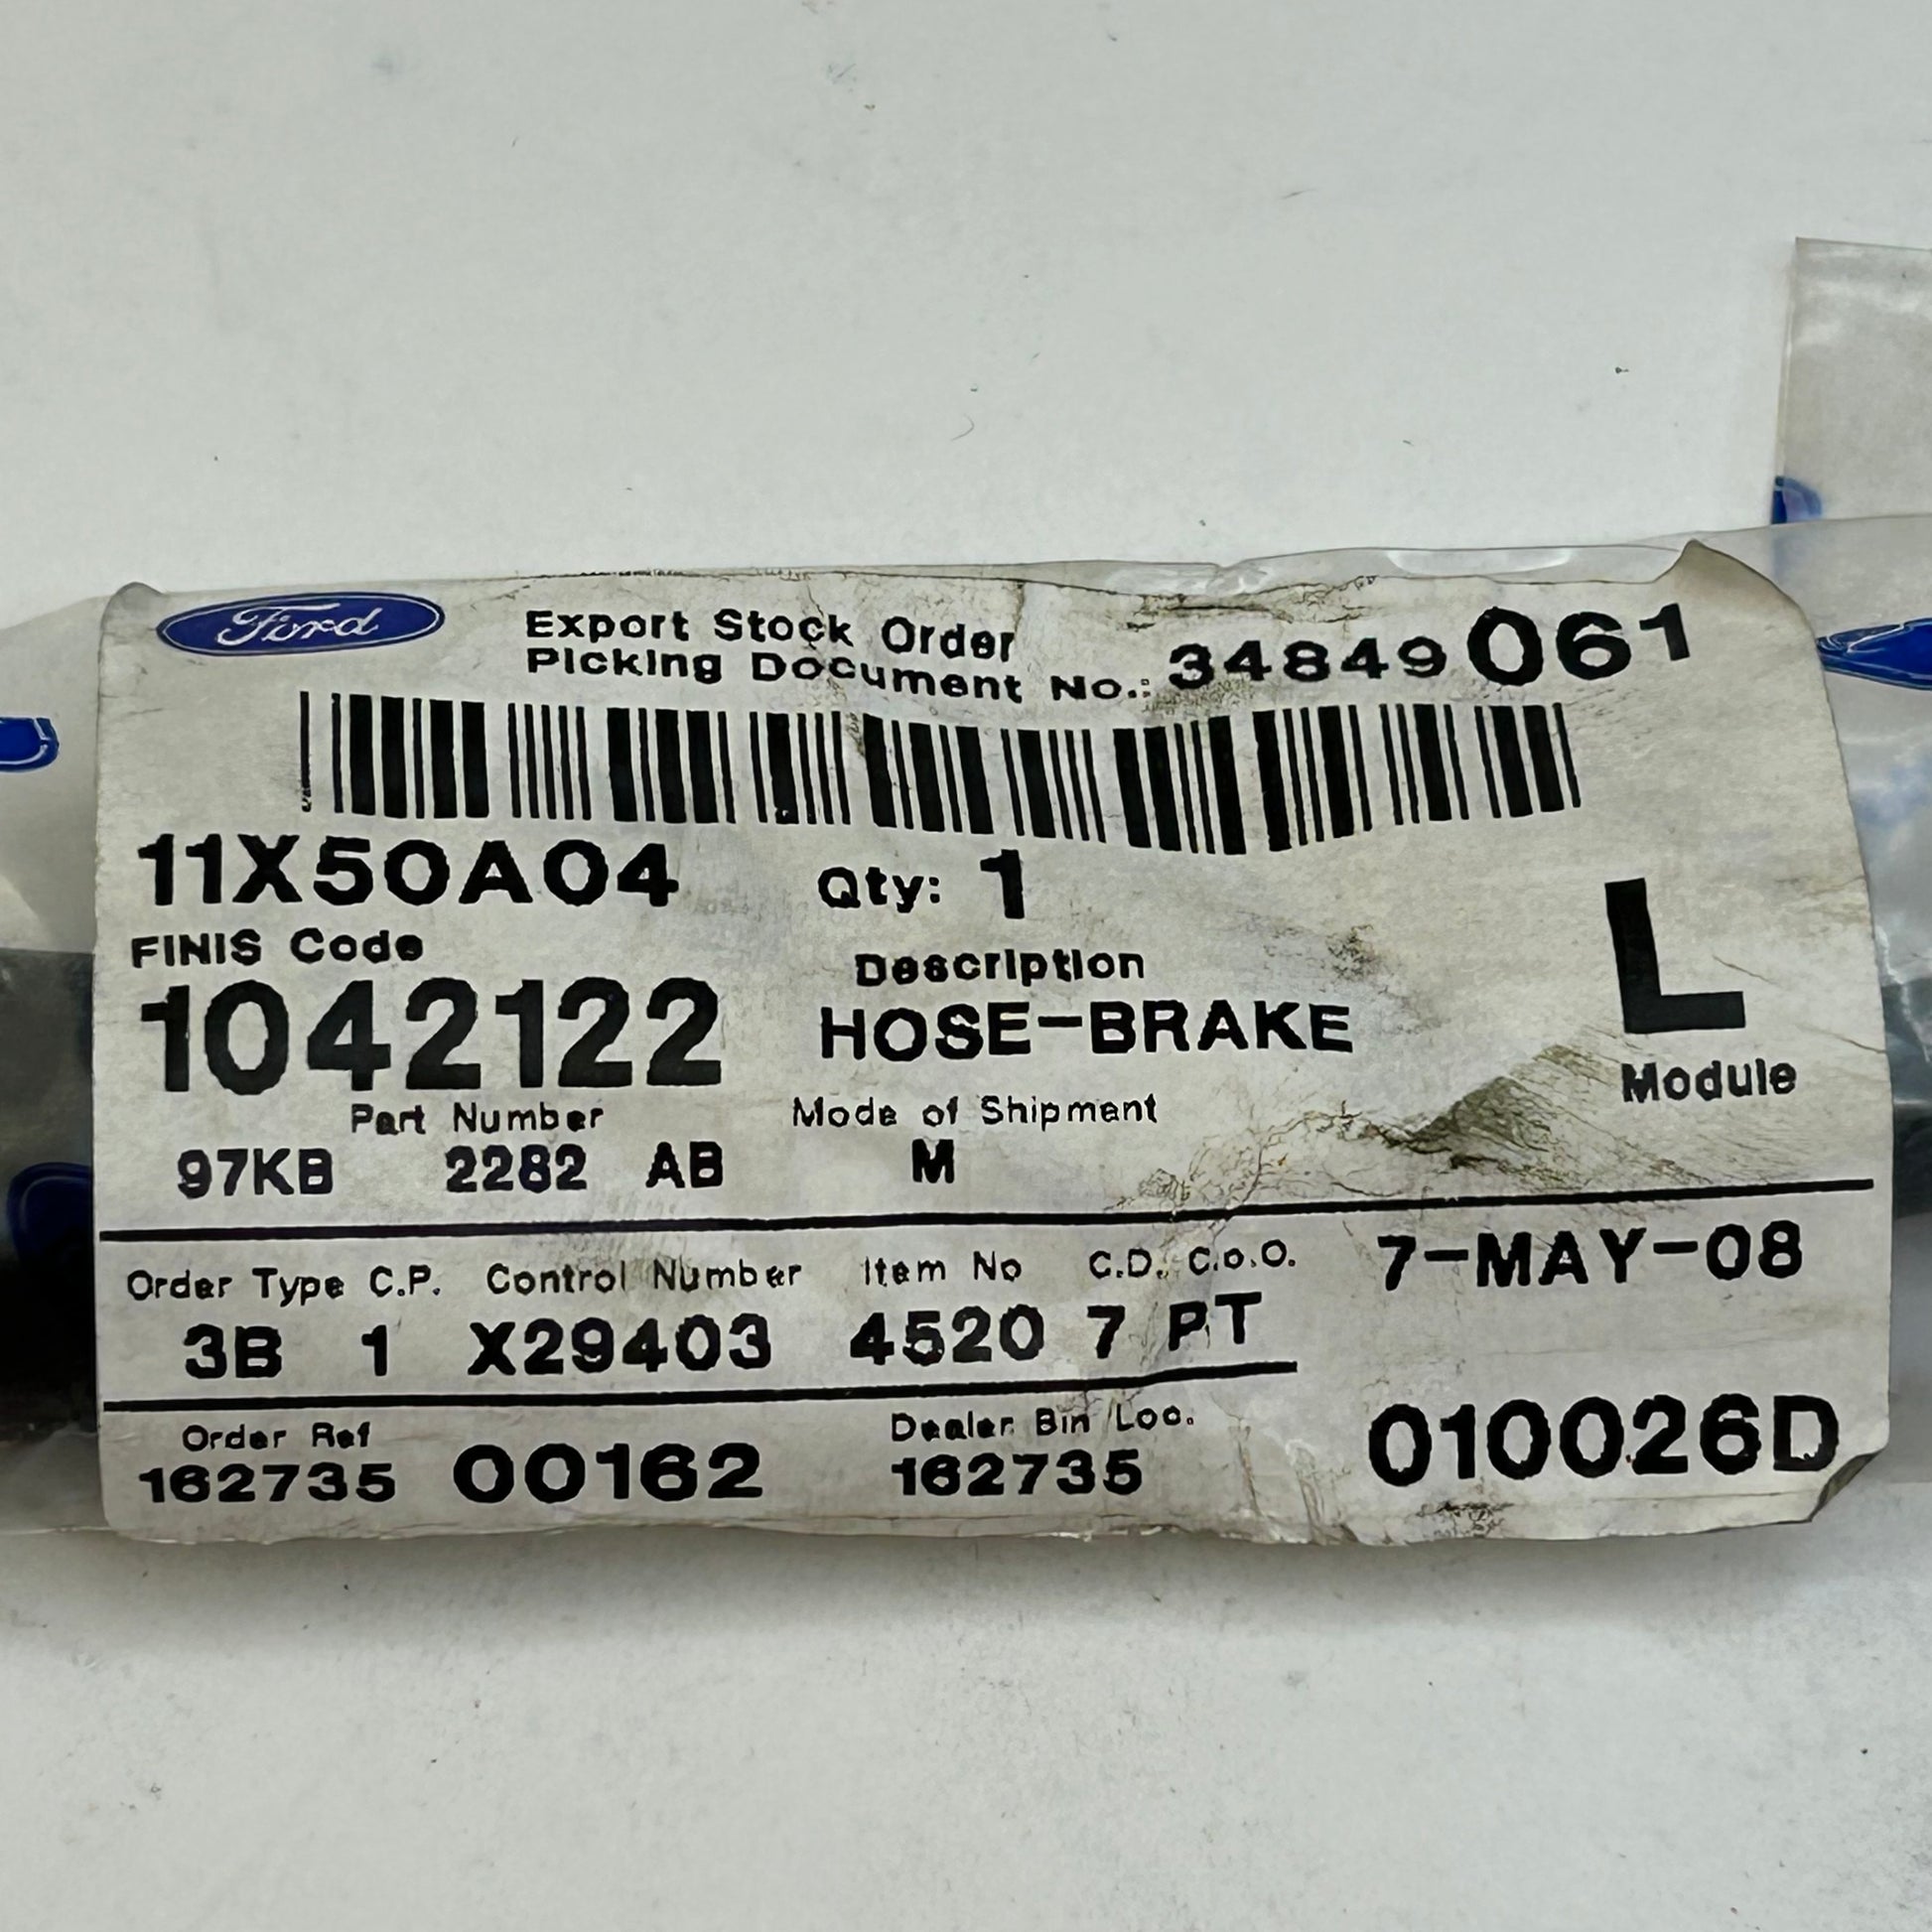 Ford
Export Stock Order
Picking Document No.: 34849061
11X50A04 Qty: 1
FINIS Code
1042122
Description
HOSE-BRAKE
L
Module
Part Number
97KB 2282 AB
Mode of Shipment
M
Order Type C.P. Control Number Item No C.D. C.o.O. 7-MAY-08
3B 1 X29403 4520 7 PT
Order Ref Dealer Bin Loc.
162735 00162 162735 010026D